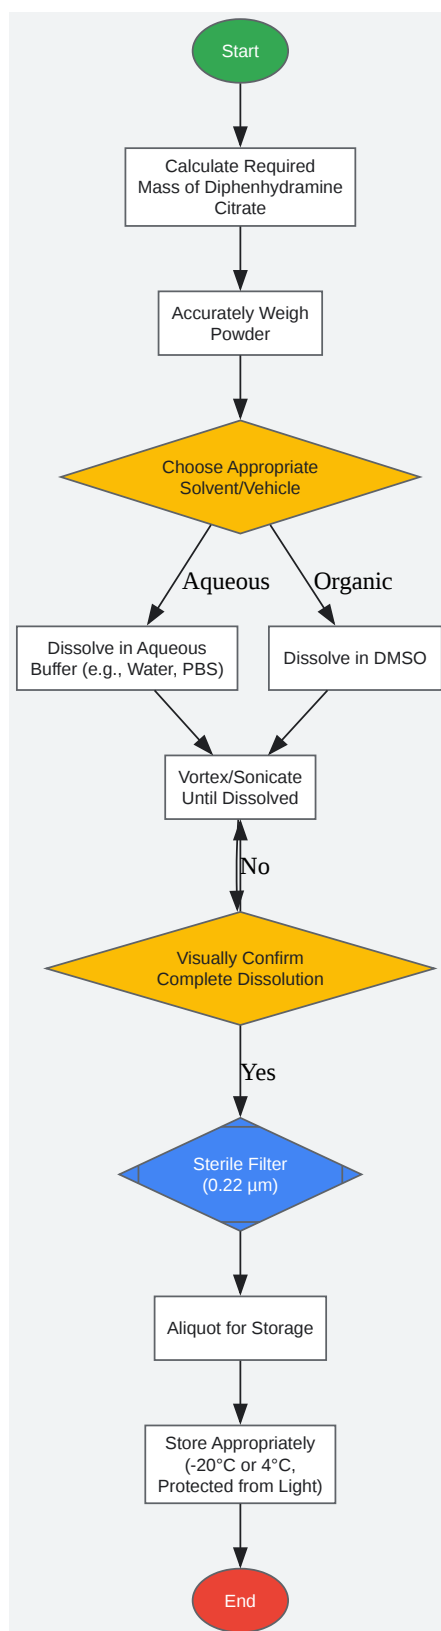 Start
Calculate Required
Mass of Diphenhydramine
Citrate
Accurately Weigh
Powder
Choose Appropriate
Solvent/Vehicle
Aqueous
Organic
Dissolve in Aqueous
Buffer (e.g., Water, PBS)
Dissolve in DMSO
Vortex/Sonicate
Until Dissolved
No
Visually Confirm
Complete Dissolution
Yes
Sterile Filter
(0.22 µm)
Aliquot for Storage
Store Appropriately
(-20°C or 4°C,
Protected from Light)
End